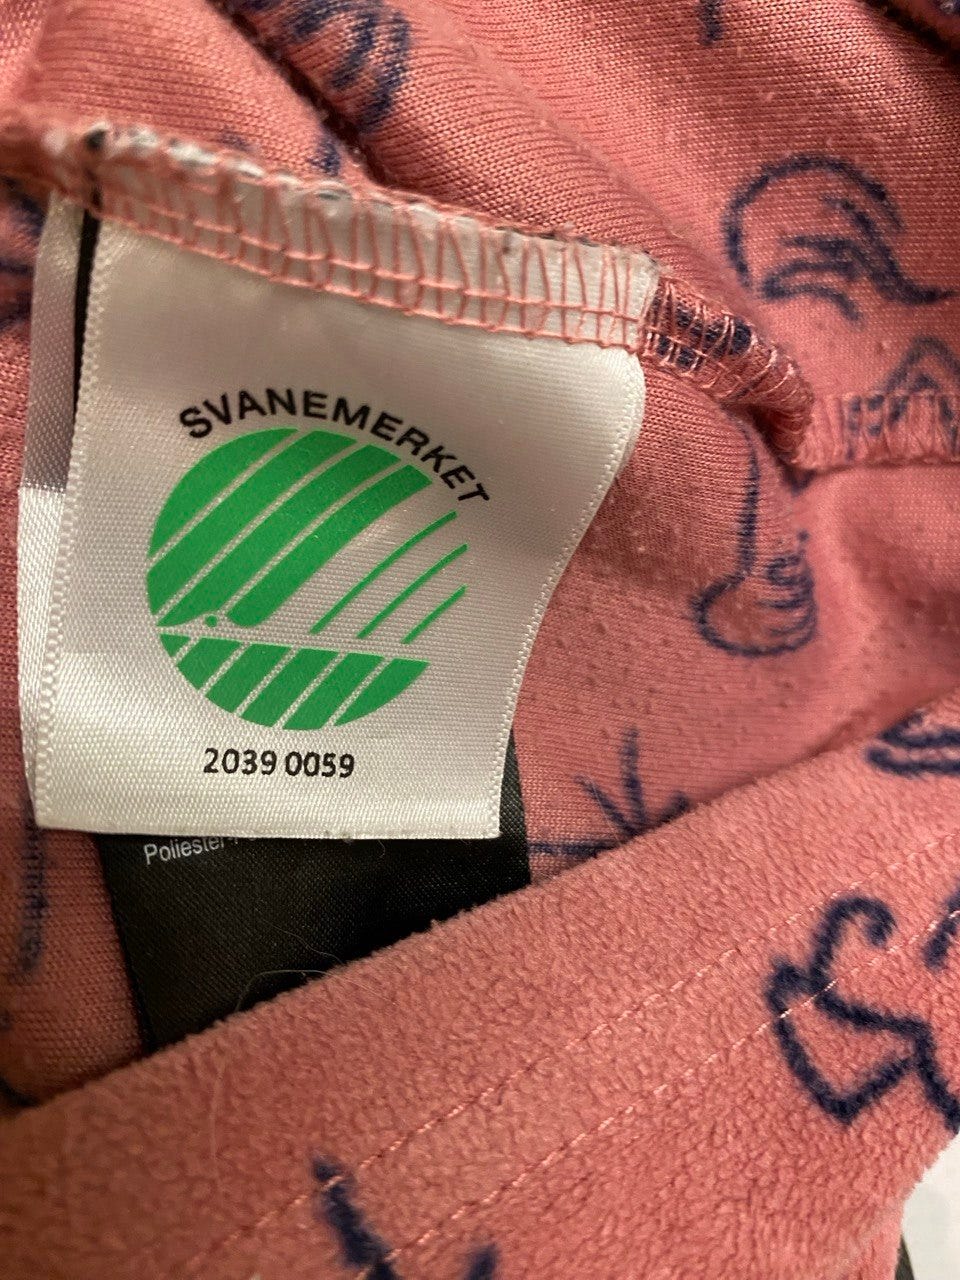 SVANEMERKET
2039 0059
Poliester